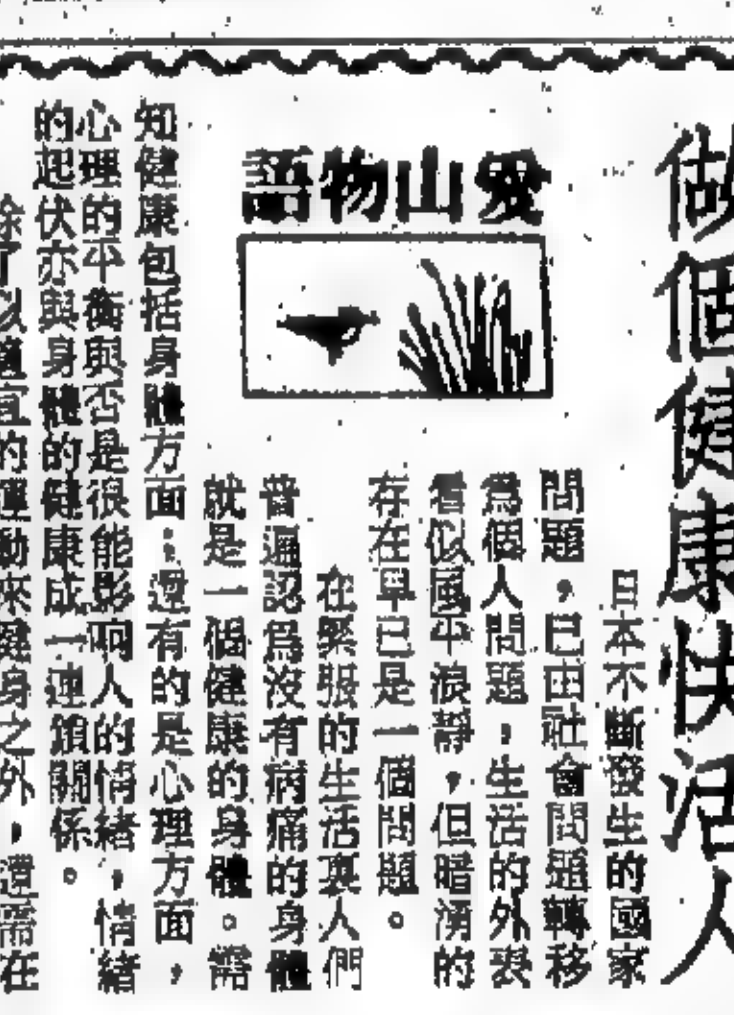 做個健康快活人
愛山物語
日本不斷發生的國家
問題，已由社會問題轉移
為個人問題，生活的外表
看似風平浪靜，但暗湧的
存在早已是一個問題。
在緊張的生活裏人們
普遍認為沒有病痛的身體
就是一個健康的身體。需
知健康包括身體方面；還有的是心理方面，
心理的平衡與否是很能影响人的情緒，情緒
的起伏亦與身體的健康成一連鎖關係。
除了以適宜的運動來健身之外，還需在